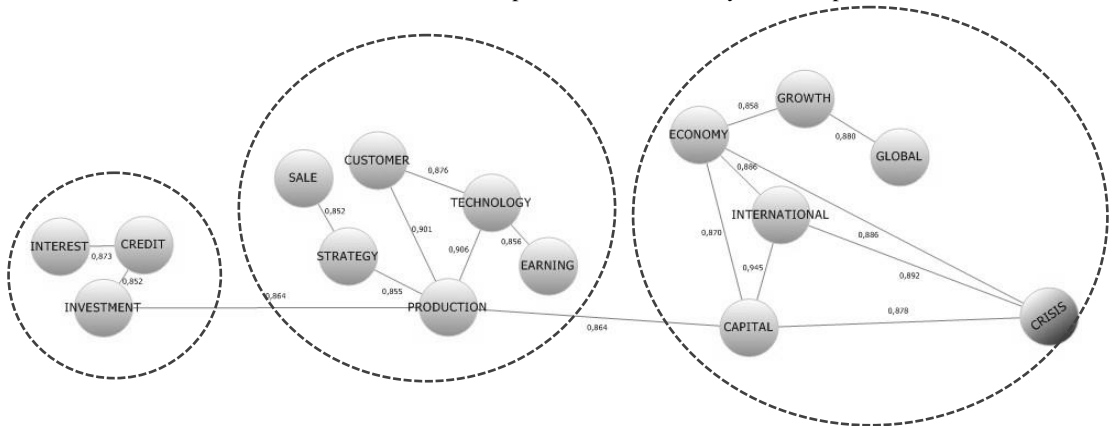 GROWTH
0,858
ECONOMY
0,880
GLOBAL
0,886
CUSTOMER
0,876
SALE
TECHNOLOGY
0,852
INTERNATIONAL
0,901
0,870
0,886
0,906
0,856
INTEREST
CREDIT
0,873
STRATEGY
EARNING
0,945
0,892
0,852
0,855
INVESTMENT
0,864
PRODUCTION
0,864
CAPITAL
0,878
CRISIS